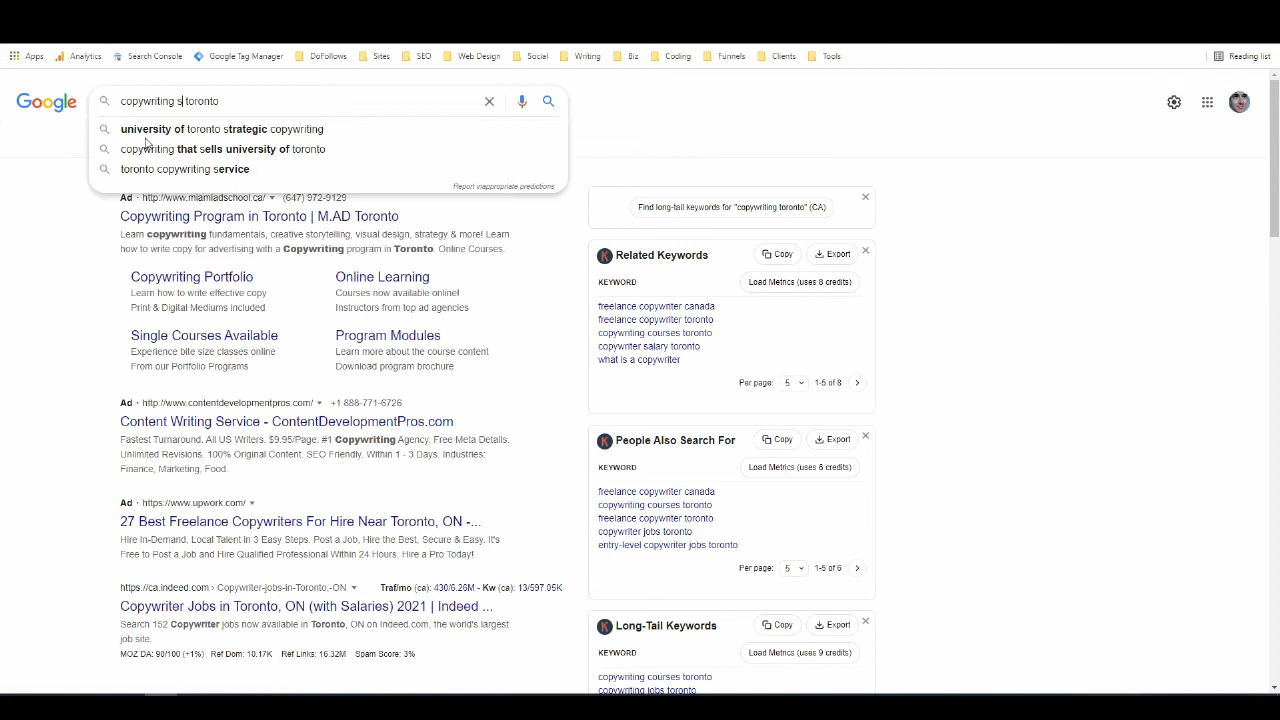 Apps Analytics Search Console Google Tag Manager DoFollows Sites SEO Web Design Social Writing Biz Coding Funnels Clients Tools Reading list
Google
copywriting s toronto
university of toronto strategic copywriting
copywriting that sells university of toronto
toronto copywriting service
Report inappropriate predictions
Ad · http://www.miamiadschool.ca/ (647) 972-9129
Copywriting Program in Toronto | M.AD Toronto
Learn copywriting fundamentals, creative storytelling, visual design, strategy & more! Learn
how to write copy for advertising with a Copywriting program in Toronto. Online Courses.
Copywriting Portfolio
Learn how to write effective copy
Print & Digital Mediums included
Online Learning
Courses now available online!
Instructors from top ad agencies
Single Courses Available
Experience bite size classes online
From our Portfolio Programs
Program Modules
Learn more about the course content
Download program brochure
Ad · http://www.contentdevelopmentpros.com/ +1 888-771-6726
Content Writing Service - ContentDevelopmentPros.com
Fastest Turnaround. All US Writers. $9.95/Page. #1 Copywriting Agency. Free Meta Details.
Unlimited Revisions. 100% Original Content. SEO Friendly. Within 1 - 3 Days. Industries:
Finance, Marketing, Food.
Ad · https://www.upwork.com/
27 Best Freelance Copywriters For Hire Near Toronto, ON -...
Hire In-Demand, Local Talent in 3 Easy Steps. Post a Job, Hire the Best, Secure & Easy. It's
Free to Post a Job and Hire Qualified Professional Within 24 Hours. Hire a Pro Today!
https://ca.indeed.com › Copywriter-jobs-in-Toronto,-ON Traf/mo (ca): 430/6.26M - Kw (ca): 13/597.05K
Copywriter Jobs in Toronto, ON (with Salaries) 2021 | Indeed ...
Search 152 Copywriter jobs now available in Toronto, ON on Indeed.com, the world's largest
job site.
MOZ DA: 90/100 (+1%) Ref Dom: 10.17K Ref Links: 16.32M Spam Score: 3%
Find long-tail keywords for "copywriting toronto" (CA)
K Related Keywords Copy Export
KEYWORD Load Metrics (uses 8 credits)
freelance copywriter canada
freelance copywriter toronto
copywriting courses toronto
copywriter salary toronto
what is a copywriter
Per page: 5 1-5 of 8
K People Also Search For Copy Export
KEYWORD Load Metrics (uses 6 credits)
freelance copywriter canada
copywriting courses toronto
freelance copywriter toronto
copywriter jobs toronto
entry-level copywriter jobs toronto
Per page: 5 1-5 of 6
K Long-Tail Keywords Copy Export
KEYWORD Load Metrics (uses 9 credits)
copywriting courses toronto
copywriting jobs toronto